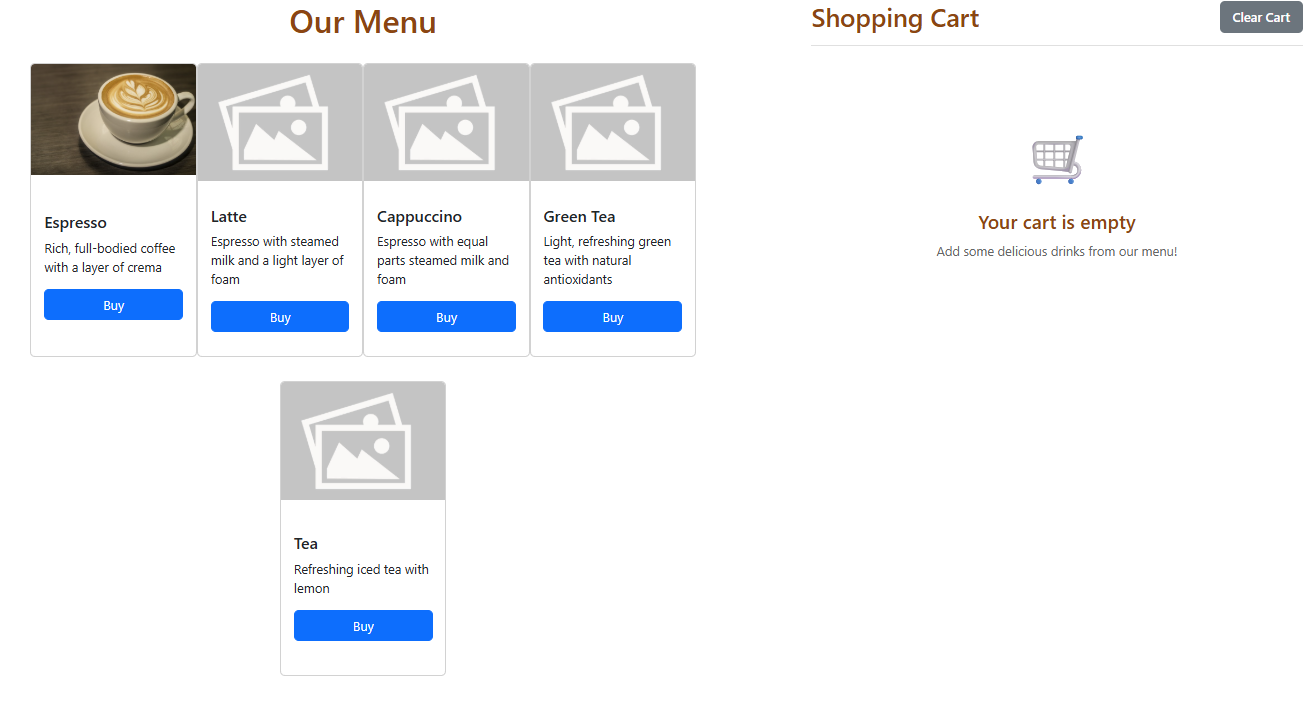 Our Menu
Espresso
Rich, full-bodied coffee
with a layer of crema
Buy
Latte
Espresso with steamed
milk and a light layer of
foam
Buy
Cappuccino
Espresso with equal
parts steamed milk and
foam
Buy
Green Tea
Light, refreshing green
tea with natural
antioxidants
Buy
Tea
Refreshing iced tea with
lemon
Buy
Shopping Cart
Clear Cart
Your cart is empty
Add some delicious drinks from our menu!